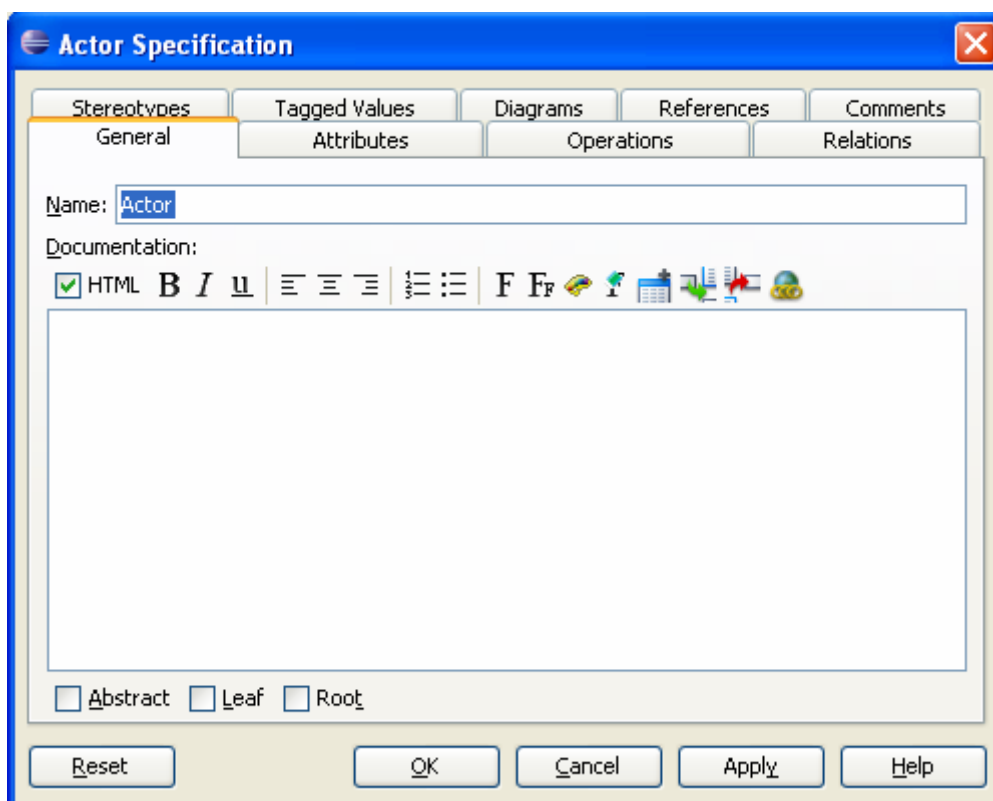 Actor Specification
Stereotypes Tagged Values Diagrams References Comments
General Attributes Operations Relations
Name: Actor
Documentation:
HTML B I u F FF
Abstract Leaf Root
Reset OK Cancel Apply Help